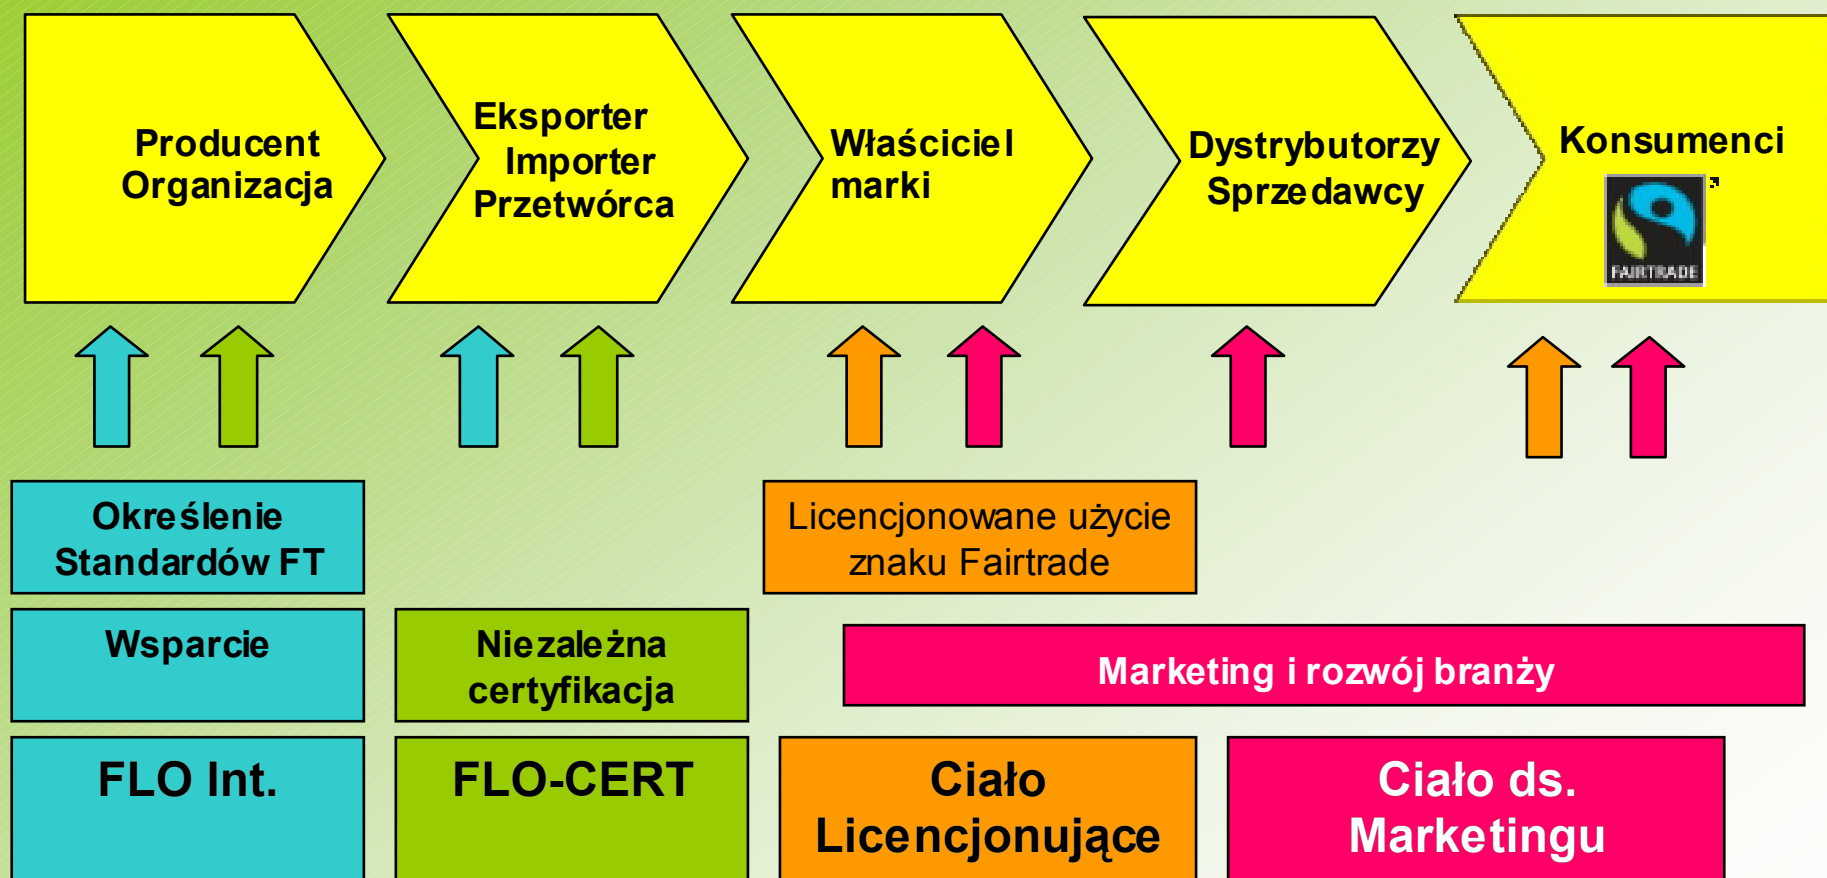 Producent
Organizacja
Eksporter
Importer
Przetwórca
Właściciel
marki
Dystrybutorzy
Sprzedawcy
Konsumenci
FAIRTRADE
Określenie
Standardów FT
Licencjonowane użycie
znaku Fairtrade
Wsparcie
Niezależna
certyfikacja
Marketing i rozwój branży
FLO Int.
FLO-CERT
Ciało
Licencjonujące
Ciało ds.
Marketingu